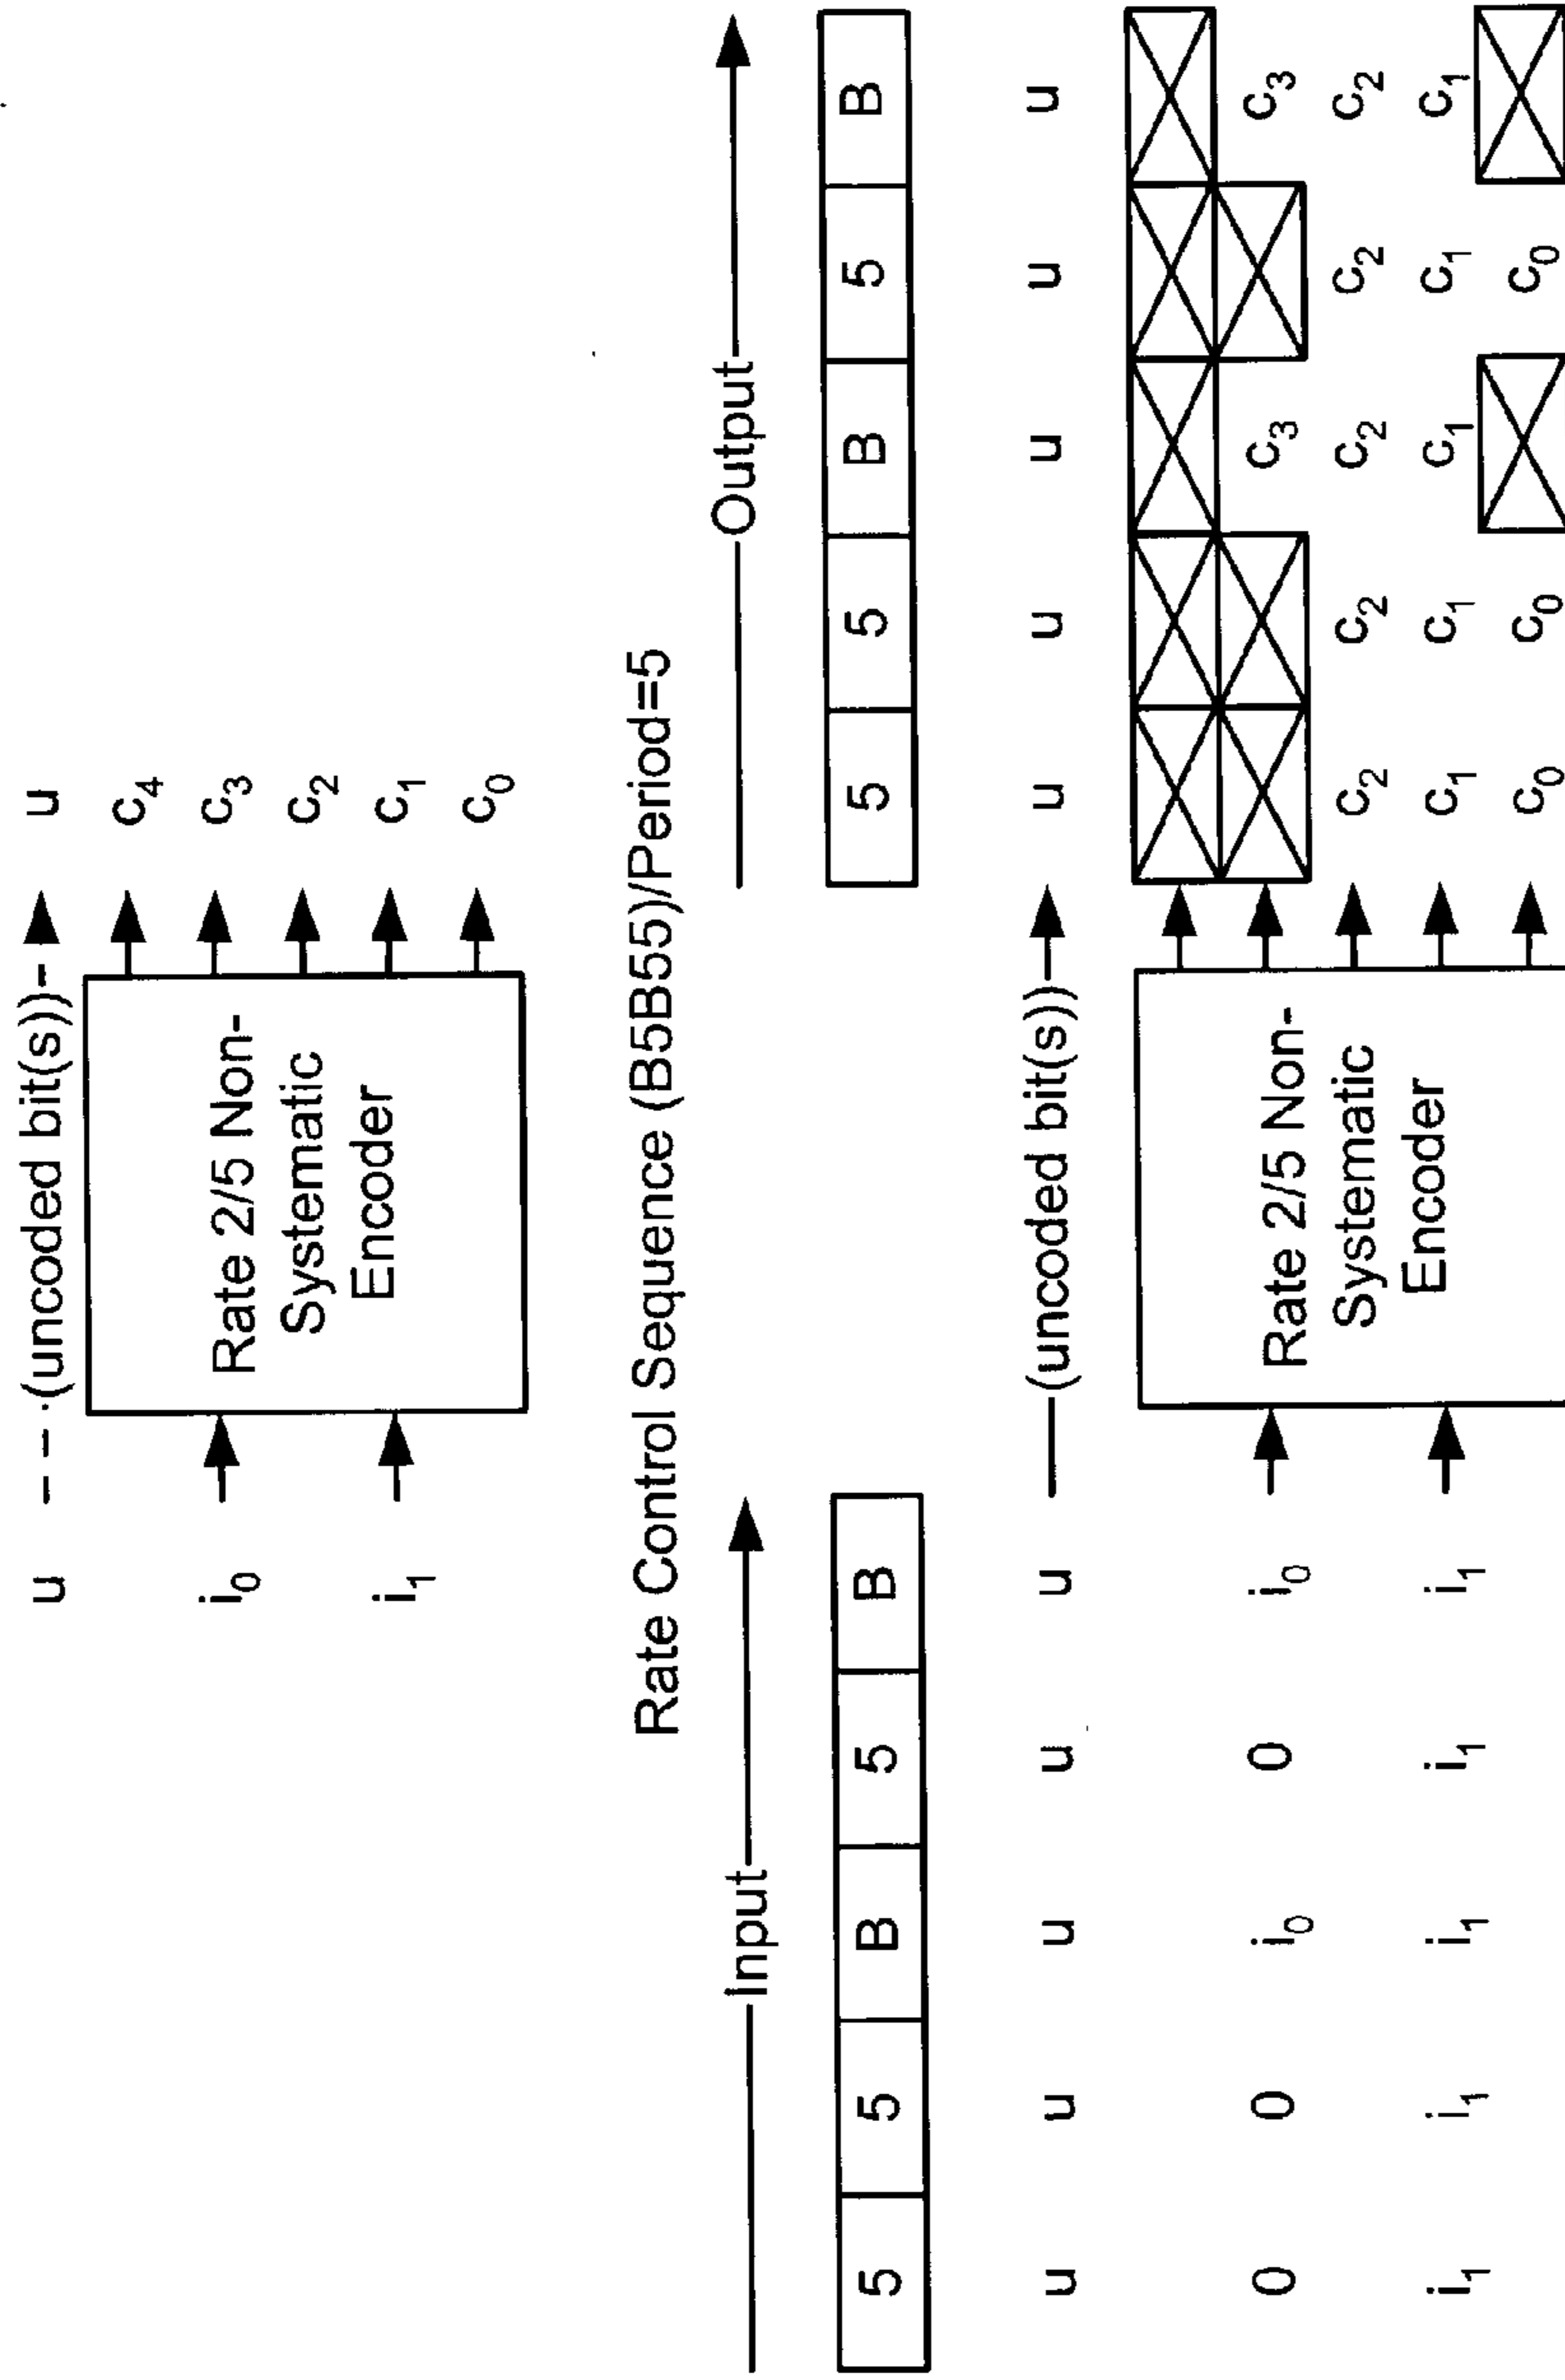 u - - -(uncoded bit(s))- u
c4
i0 Rate 2/5 Non- c3
Systematic c2
i1 Encoder c1
c0
Rate Control Sequence (B5B55)/Period=5
Input Output
5 5 B 5 B 5 5 B 5 B
u u u u u (uncoded bit(s)) u u u u u
0 0 i0 0 i0 Rate 2/5 Non- c3 c3
Systematic c2 c2 c2 c2 c2
i1 i1 i1 i1 i1 Encoder c1 c1 c1 c1 c1
c0 c0 c0